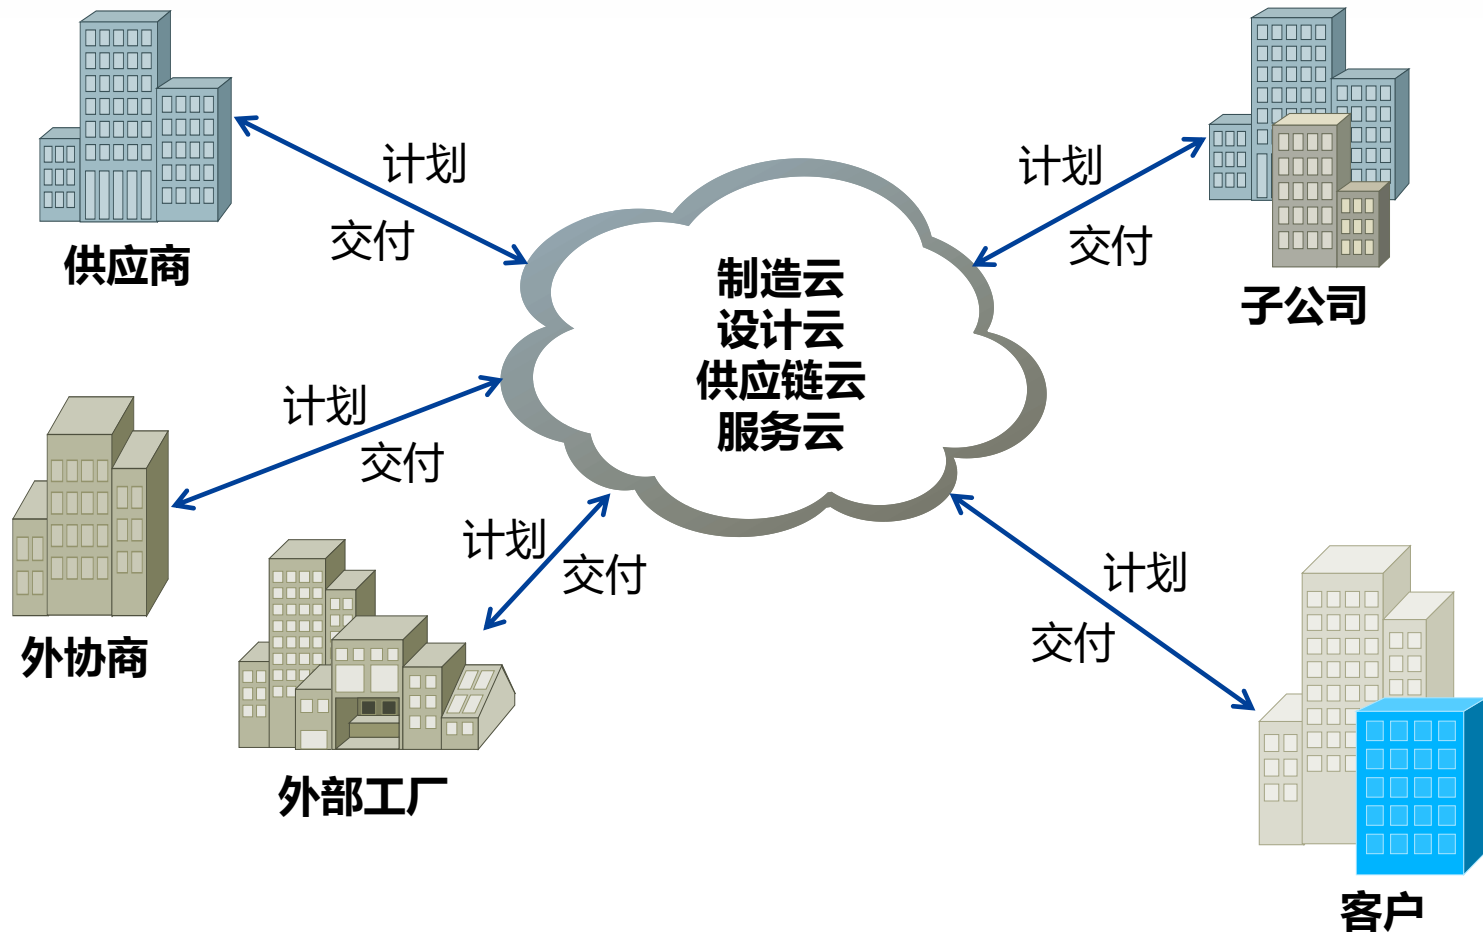 计划
交付
供应商
计划
交付
子公司
制造云
设计云
供应链云
服务云
计划
交付
外协商
计划
交付
外部工厂
计划
交付
客户